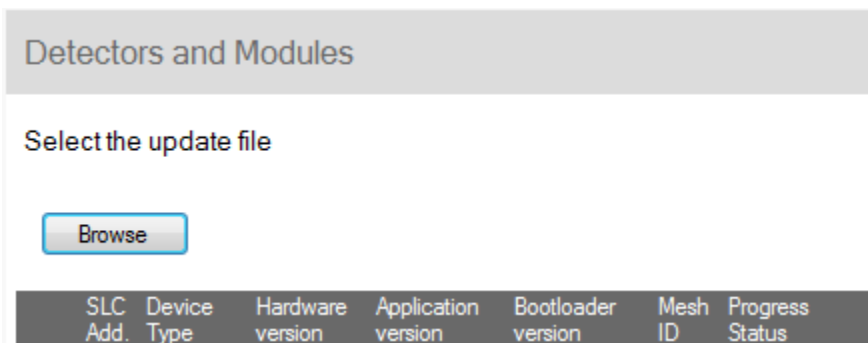 Detectors and Modules
Select the update file
Browse
SLC Device Hardware Application Bootloader Mesh Progress
Add. Type version version version ID Status